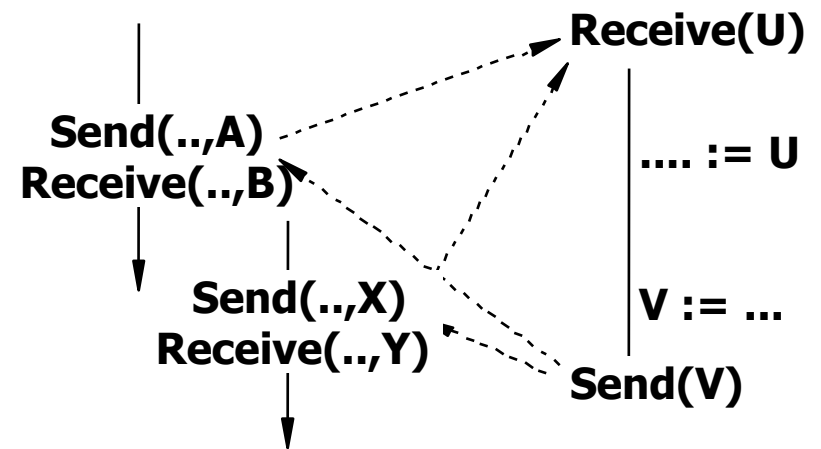 Receive(U)
Send(..,A)
Receive(..,B)
.... := U
Send(..,X)
Receive(..,Y)
V := ...
Send(V)